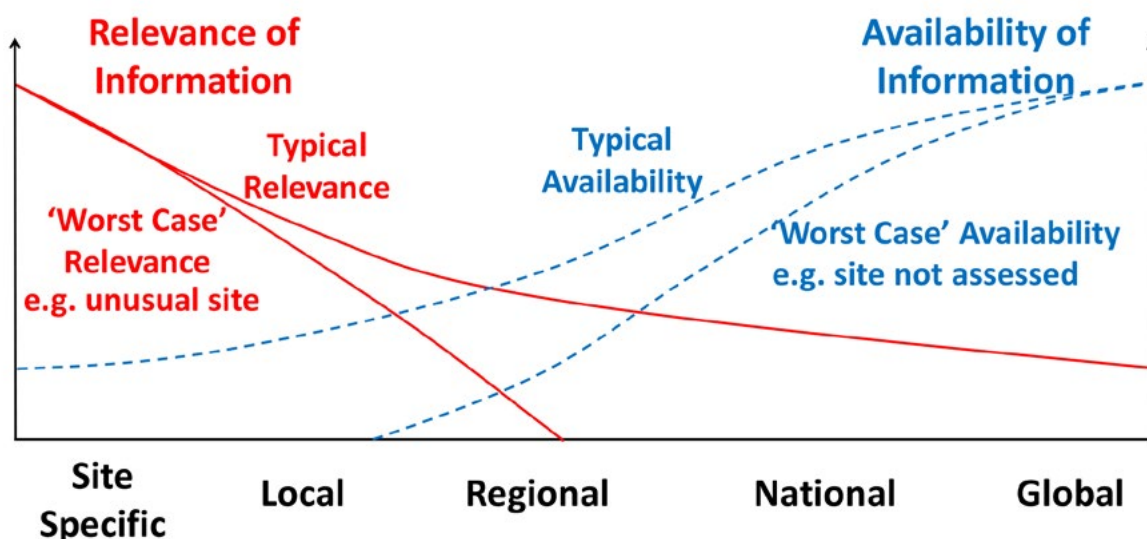 Relevance of
Information
Availability of
Information
Typical
Relevance
Typical
Availability
‘Worst Case’
Relevance
e.g. unusual site
‘Worst Case’ Availability
e.g. site not assessed
Site
Specific
Local
Regional
National
Global